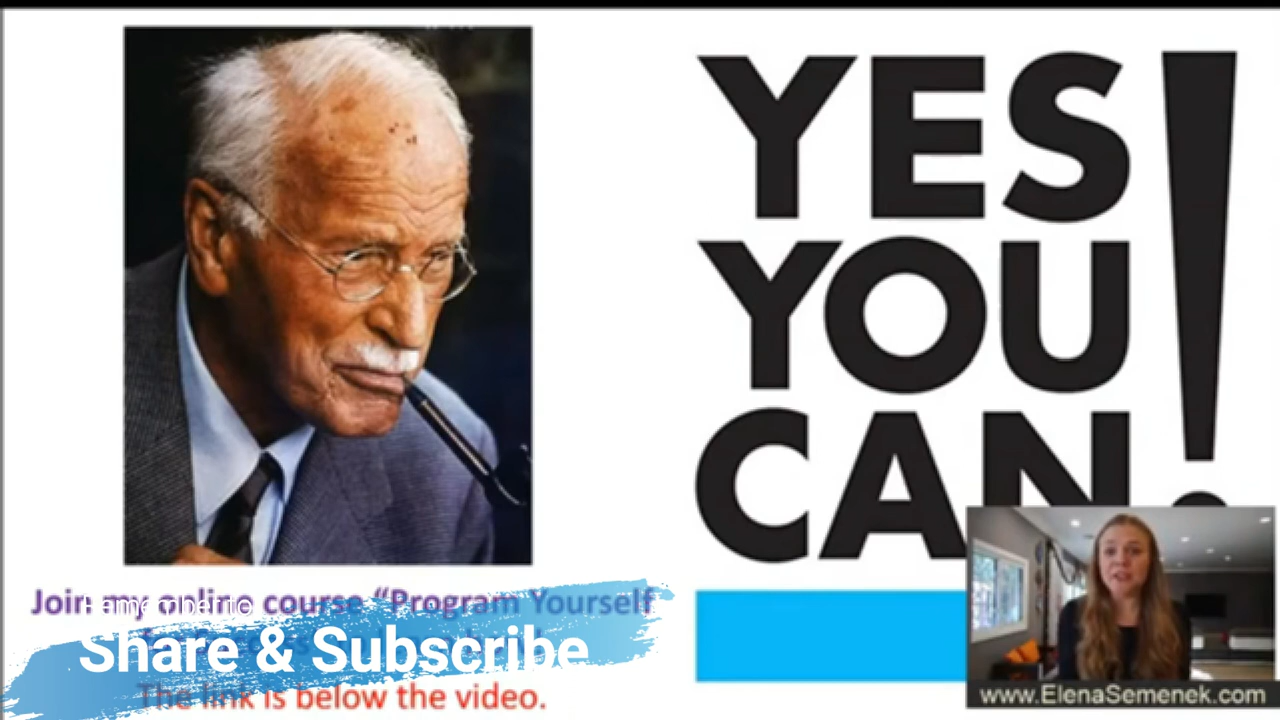 YES
YOU
CAN!
Join my online course “Program Yourself
Share & Subscribe
The link is below the video.
www.ElenaSemenek.com